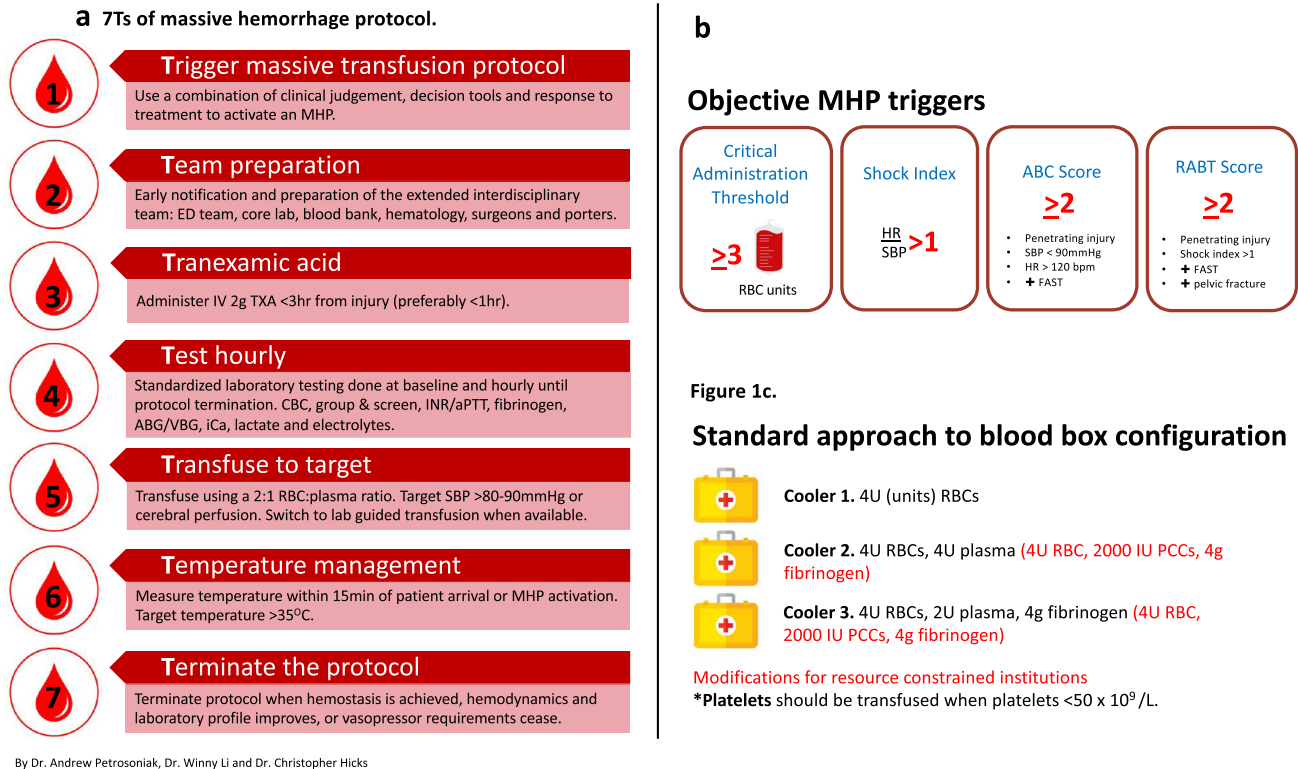 a 7Ts of massive hemorrhage protocol.
1
Trigger massive transfusion protocol
Use a combination of clinical judgement, decision tools and response to
treatment to activate an MHP.
2
Team preparation
Early notification and preparation of the extended interdisciplinary
team: ED team, core lab, blood bank, hematology, surgeons and porters.
3
Tranexamic acid
Administer IV 2g TXA <3hr from injury (preferably <1hr).
4
Test hourly
Standardized laboratory testing done at baseline and hourly until
protocol termination. CBC, group & screen, INR/aPTT, fibrinogen,
ABG/VBG, iCa, lactate and electrolytes.
5
Transfuse to target
Transfuse using a 2:1 RBC:plasma ratio. Target SBP >80-90mmHg or
cerebral perfusion. Switch to lab guided transfusion when available.
6
Temperature management
Measure temperature within 15min of patient arrival or MHP activation.
Target temperature >35ᴼC.
7
Terminate the protocol
Terminate protocol when hemostasis is achieved, hemodynamics and
laboratory profile improves, or vasopressor requirements cease.
By Dr. Andrew Petrosoniak, Dr. Winny Li and Dr. Christopher Hicks
b
Objective MHP triggers
Critical
Administration
Threshold
≥3
RBC units
Shock Index
HR
SBP >1
ABC Score
≥2
• Penetrating injury
• SBP < 90mmHg
• HR > 120 bpm
• ✚ FAST
RABT Score
≥2
• Penetrating injury
• Shock index >1
• ✚ FAST
• ✚ pelvic fracture
Figure 1c.
Standard approach to blood box configuration
Cooler 1. 4U (units) RBCs
Cooler 2. 4U RBCs, 4U plasma (4U RBC, 2000 IU PCCs, 4g
fibrinogen)
Cooler 3. 4U RBCs, 2U plasma, 4g fibrinogen (4U RBC,
2000 IU PCCs, 4g fibrinogen)
Modifications for resource constrained institutions
*Platelets should be transfused when platelets <50 x 10⁹ /L.